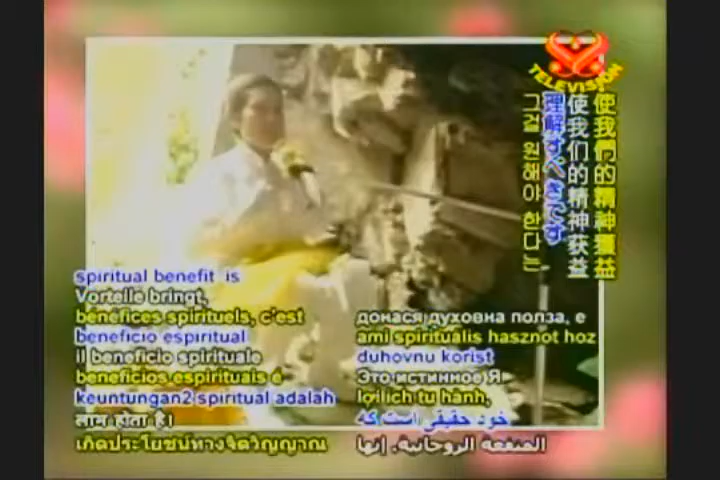 TELEVISION
使我們的精神獲益
使我们的精神获益
理解すべきです
그걸 원해야 한다 !!
spiritual benefit is
Vorteile bringt,
benefices spirituels, c'est
beneficio espiritual
il beneficio spirituale
beneficios espirituais é
keuntungan2 spiritual adalah
लाभ होता है।
เกิดประโยชน์ทางจิตวิญญาณ
донася духовна полза, е
ami spirituális hasznot hoz
duhovnu korist
Это истинное Я
lợi ích tu hành,
خود حقیقی است که
المنفعة الروحانية. إنها